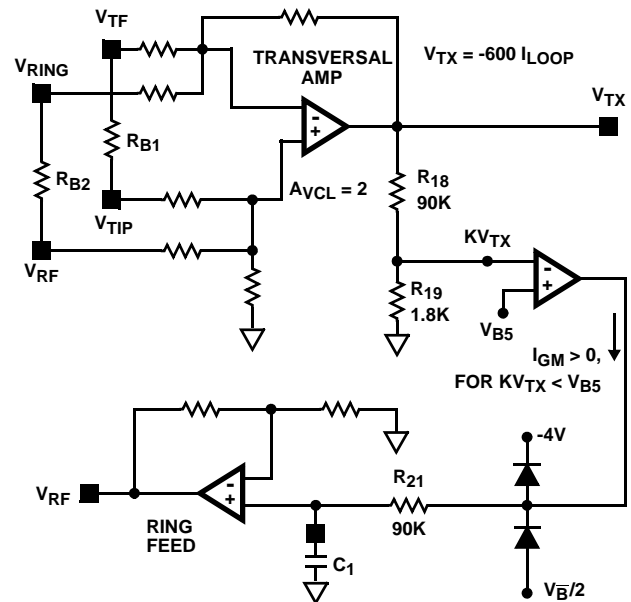 V_TF
V_RING
TRANSVERSAL
AMP
V_TX = -600 I_LOOP
V_TX
R_B1
R_B2
-
+
V_TIP
A_VCL = 2
R_18
90K
V_RF
KV_TX
R_19
1.8K
-
+
V_B5
I_GM > 0,
FOR KV_TX < V_B5
-4V
V_RF
-
+
R_21
90K
RING
FEED
C_1
V_B̅/2